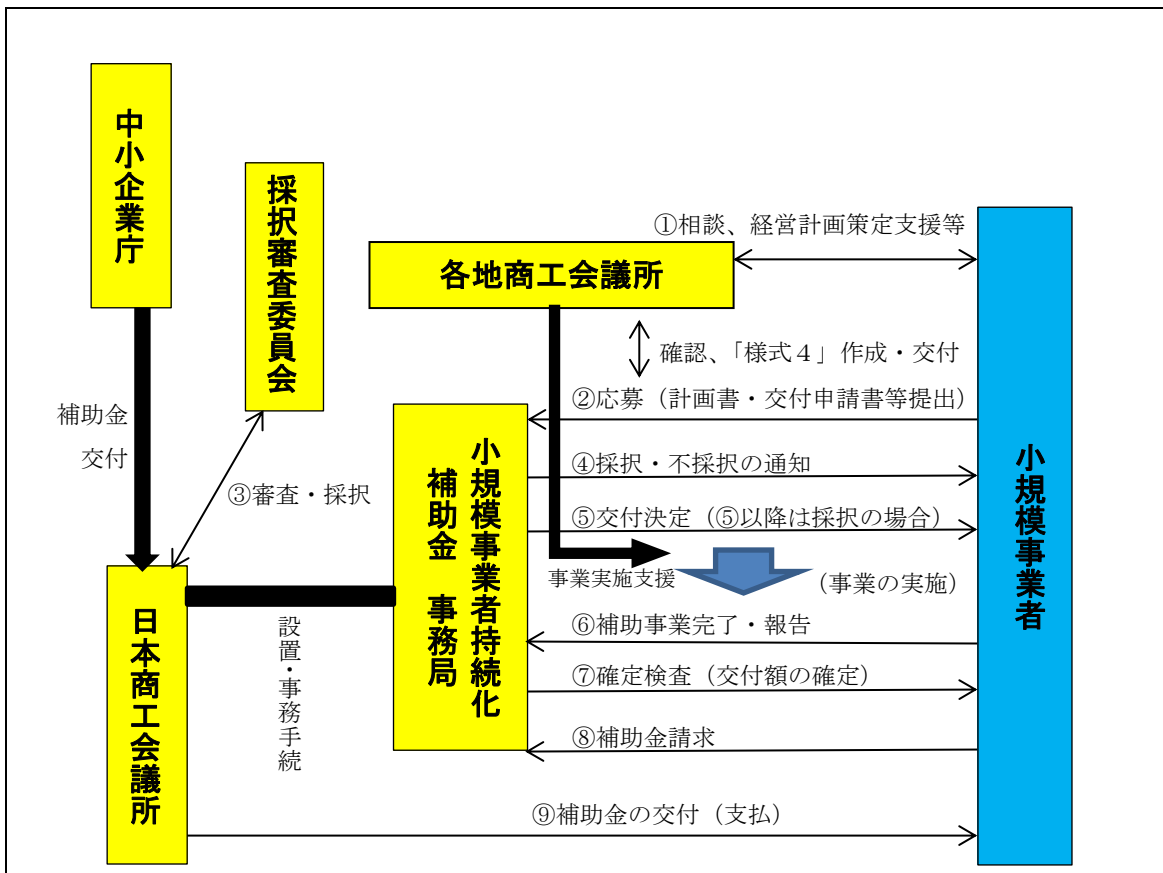 中小企業庁
採択審査委員会
①相談、経営計画策定支援等
各地商工会議所
確認、「様式４」作成・交付
②応募（計画書・交付申請書等提出）
補助金
交付
③審査・採択
小規模事業者持続化
補助金　事務局
④採択・不採択の通知
⑤交付決定（⑤以降は採択の場合）
事業実施支援
（事業の実施）
小規模事業者
日本商工会議所
設置・事務手続
⑥補助事業完了・報告
⑦確定検査（交付額の確定）
⑧補助金請求
⑨補助金の交付（支払）